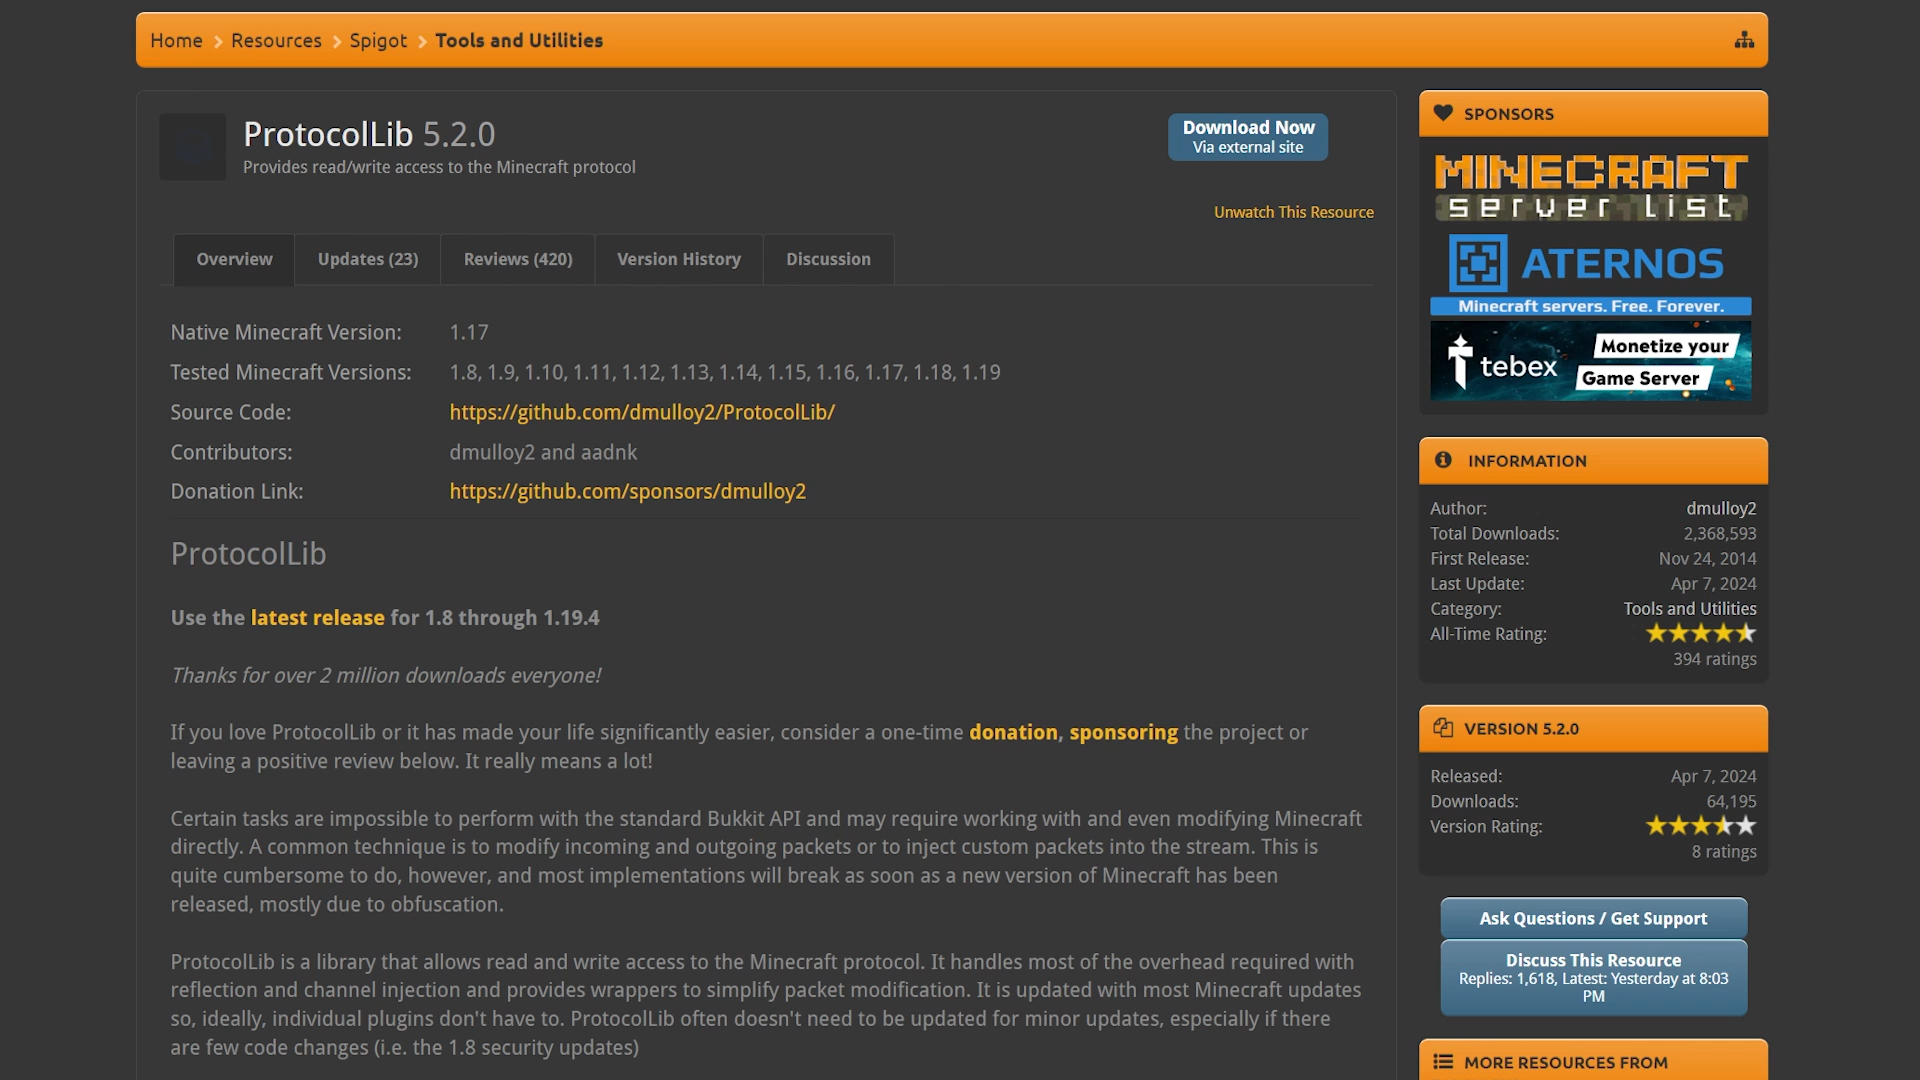 Home
Resources
Spigot
Tools and Utilities
ProtocolLib 5.2.0
Provides read/write access to the Minecraft protocol
Download Now
Via external site
Unwatch This Resource
Overview
Updates (23)
Reviews (420)
Version History
Discussion
Native Minecraft Version: 1.17
Tested Minecraft Versions: 1.8, 1.9, 1.10, 1.11, 1.12, 1.13, 1.14, 1.15, 1.16, 1.17, 1.18, 1.19
Source Code: https://github.com/dmulloy2/ProtocolLib/
Contributors: dmulloy2 and aadnk
Donation Link: https://github.com/sponsors/dmulloy2
ProtocolLib
Use the latest release for 1.8 through 1.19.4
Thanks for over 2 million downloads everyone!
If you love ProtocolLib or it has made your life significantly easier, consider a one-time donation, sponsoring the project or
leaving a positive review below. It really means a lot!
Certain tasks are impossible to perform with the standard Bukkit API and may require working with and even modifying Minecraft
directly. A common technique is to modify incoming and outgoing packets or to inject custom packets into the stream. This is
quite cumbersome to do, however, and most implementations will break as soon as a new version of Minecraft has been
released, mostly due to obfuscation.
ProtocolLib is a library that allows read and write access to the Minecraft protocol. It handles most of the overhead required with
reflection and channel injection and provides wrappers to simplify packet modification. It is updated with most Minecraft updates
so, ideally, individual plugins don't have to. ProtocolLib often doesn't need to be updated for minor updates, especially if there
are few code changes (i.e. the 1.8 security updates)
SPONSORS
MINECRAFT
server list
ATERNOS
Minecraft servers. Free. Forever.
tebex
Monetize your
Game Server
INFORMATION
Author: dmulloy2
Total Downloads: 2,368,593
First Release: Nov 24, 2014
Last Update: Apr 7, 2024
Category: Tools and Utilities
All-Time Rating:
394 ratings
VERSION 5.2.0
Released: Apr 7, 2024
Downloads: 64,195
Version Rating:
8 ratings
Ask Questions / Get Support
Discuss This Resource
Replies: 1,618, Latest: Yesterday at 8:03
PM
MORE RESOURCES FROM